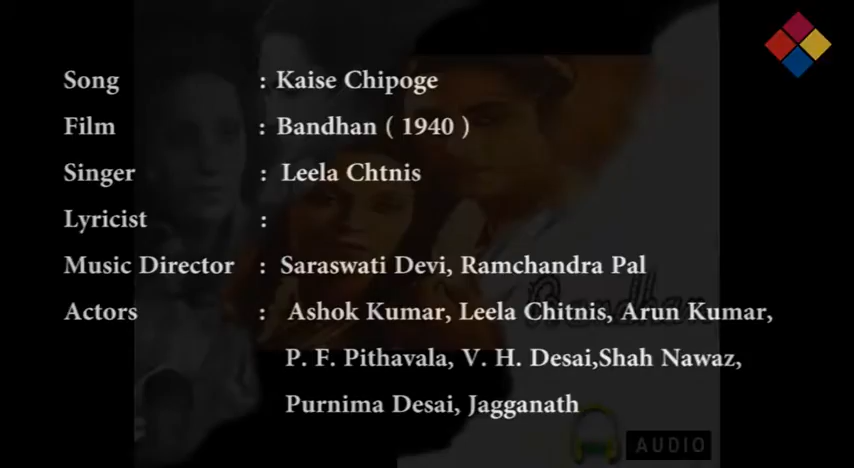 Song : Kaise Chipoge
Film : Bandhan ( 1940 )
Singer : Leela Chtnis
Lyricist :
Music Director : Saraswati Devi, Ramchandra Pal
Actors : Ashok Kumar, Leela Chitnis, Arun Kumar,
P. F. Pithavala, V. H. Desai,Shah Nawaz,
Purnima Desai, Jagganath
Bandhan
AUDIO